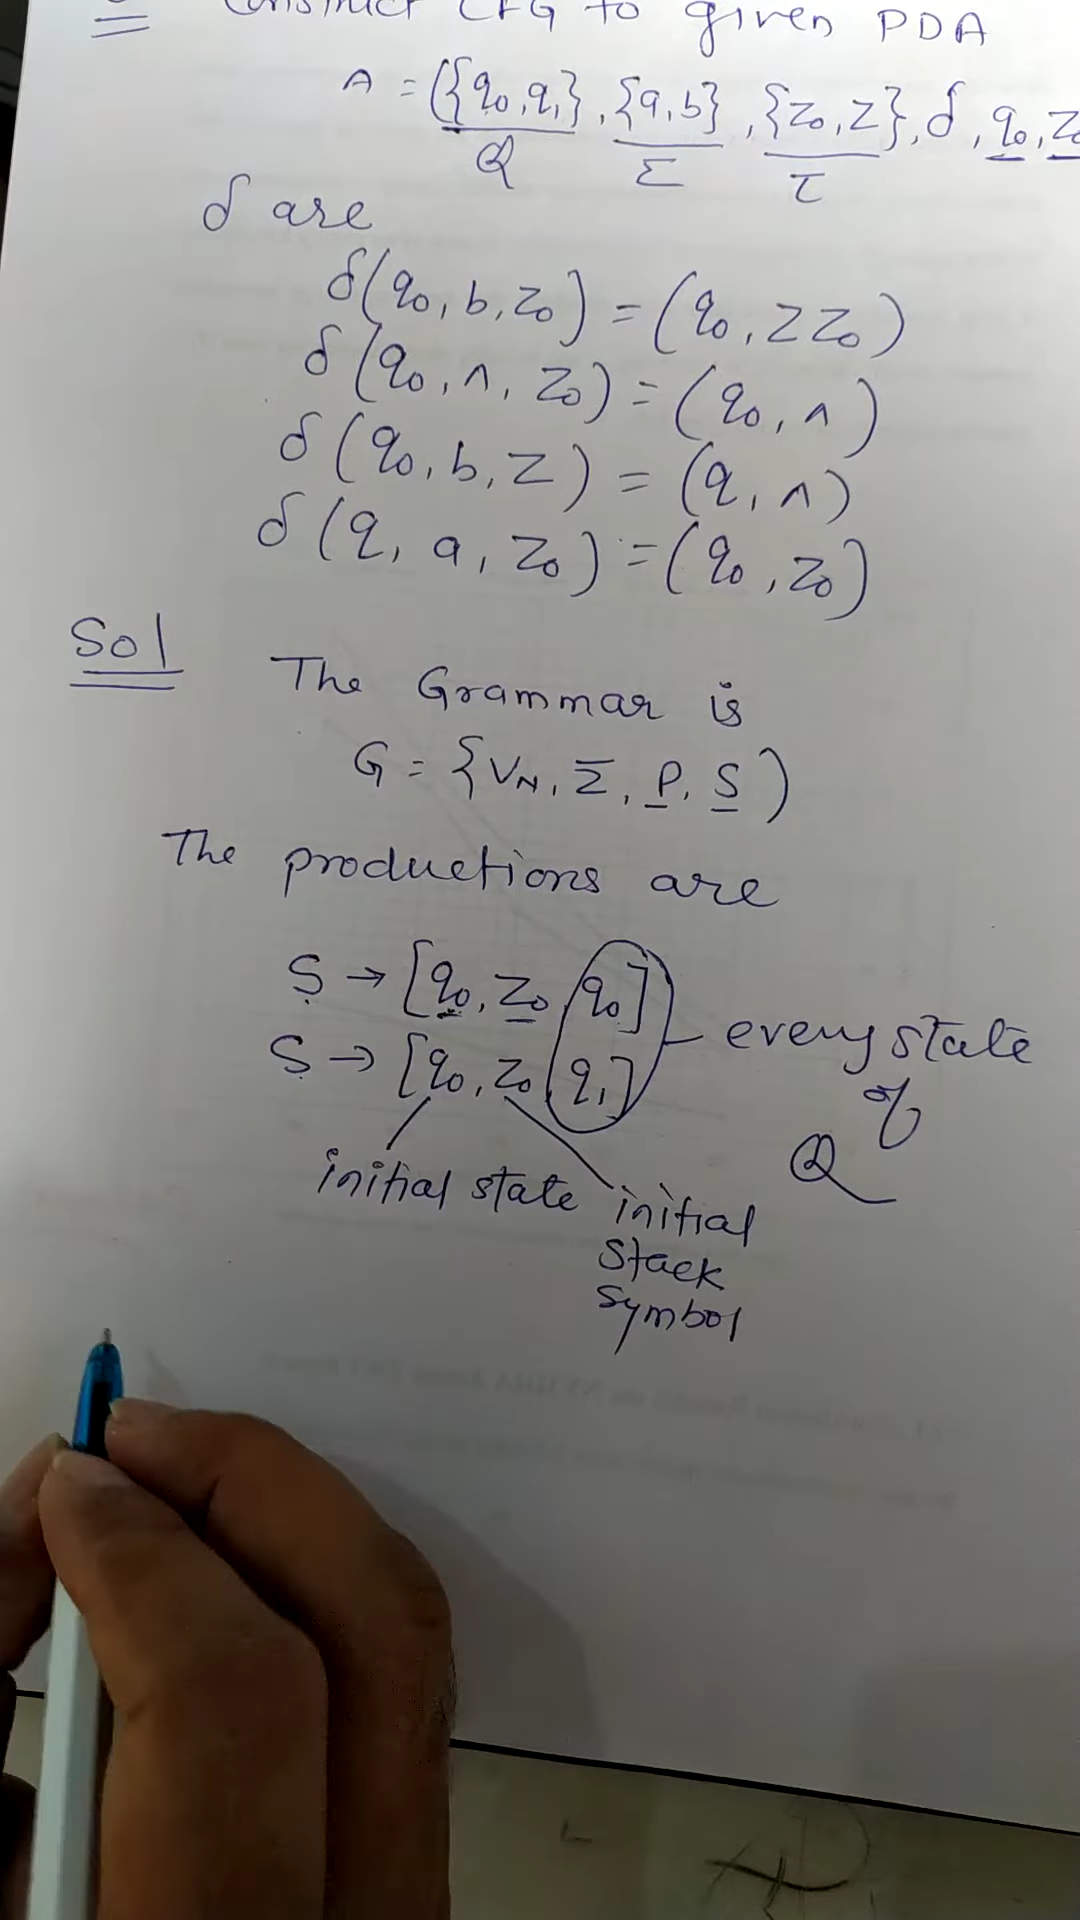 Construct CFG to given PDA
A = ({q0, q1}, {a, b}, {z0, z}, δ, q0, z0
Q Σ τ
δ are
δ(q0, b, z0) = (q0, zz0)
δ(q0, ʌ, z0) = (q0, ʌ)
δ(q0, b, z) = (q, ʌ)
δ(q, a, z0) = (q0, z0)
Sol
The Grammar is
G = {VN, Σ, P, S)
The productions are
S → [q0, z0, q0]
S → [q0, z0, q1]
every state
of
Q
initial state
initial
stack
symbol